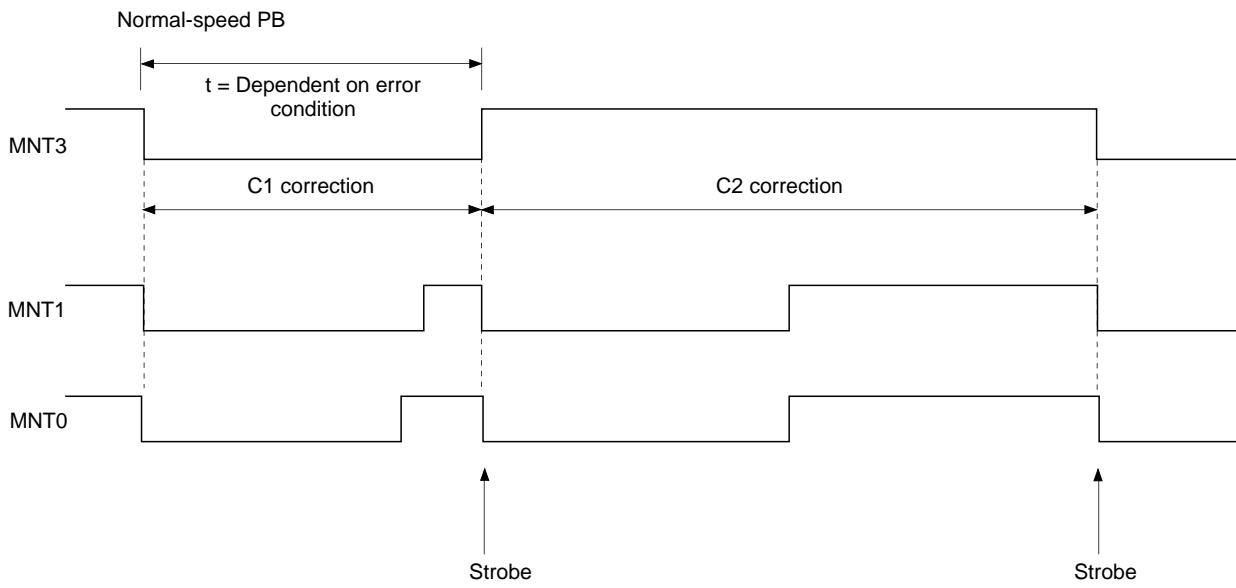 Normal-speed PB
t = Dependent on error
condition
MNT3
C1 correction
C2 correction
MNT1
MNT0
Strobe
Strobe